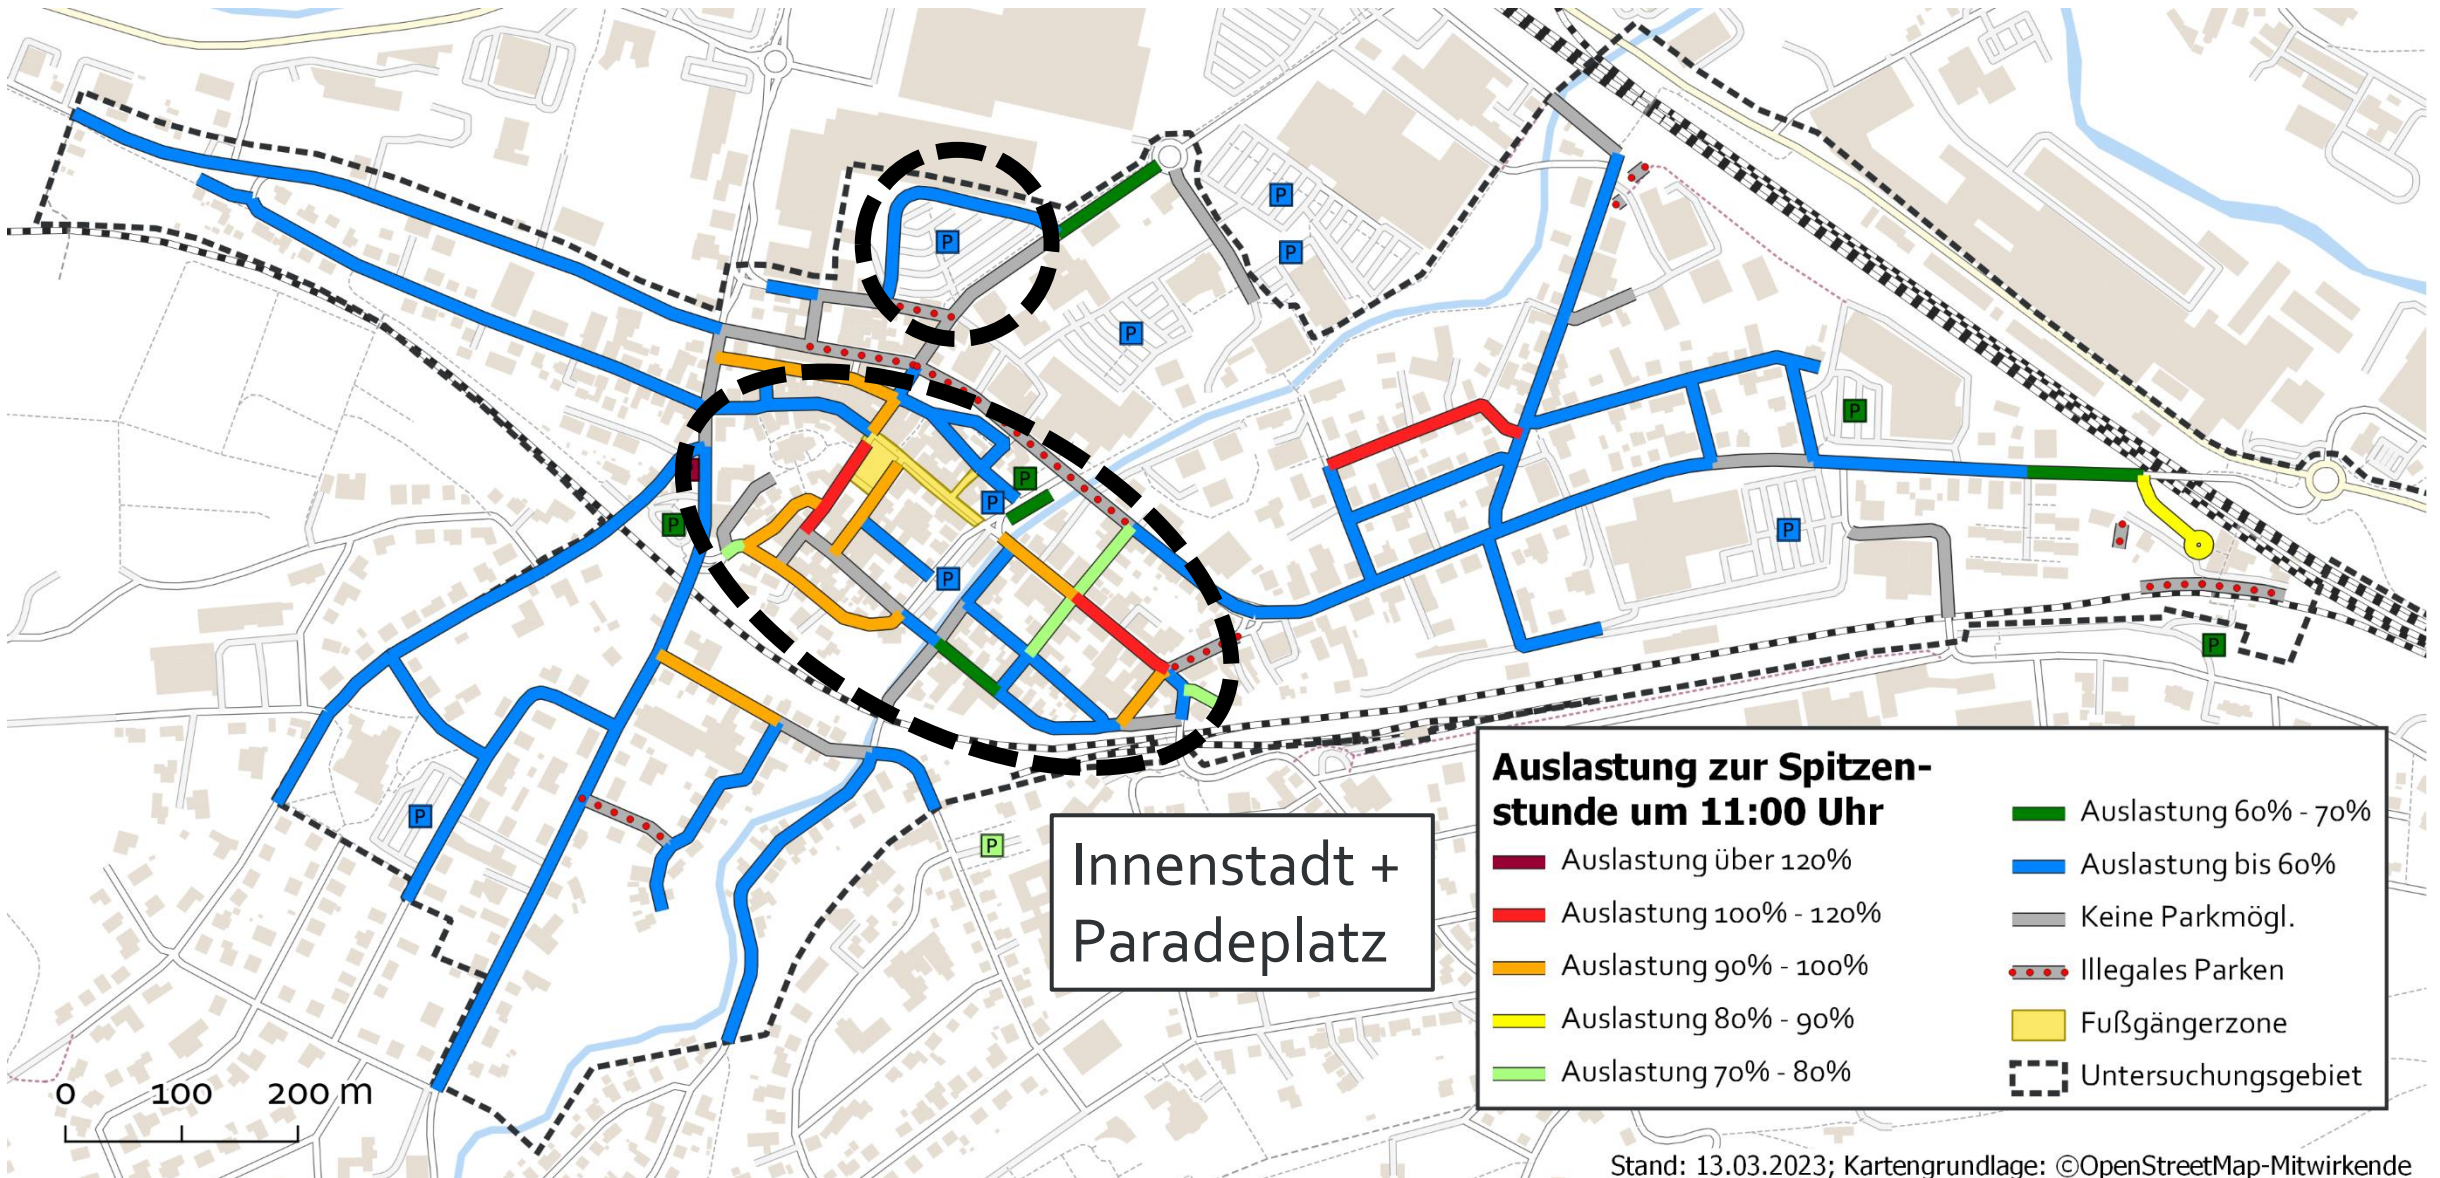 P
P
P
P
P
P
P
P
P
P
P
P
P
P
Innenstadt +
Paradeplatz
Auslastung zur Spitzen-
stunde um 11:00 Uhr
Auslastung über 120%
Auslastung 100% - 120%
Auslastung 90% - 100%
Auslastung 80% - 90%
Auslastung 70% - 80%
Auslastung 60% - 70%
Auslastung bis 60%
Keine Parkmögl.
Illegales Parken
Fußgängerzone
Untersuchungsgebiet
0 100 200 m
Stand: 13.03.2023; Kartengrundlage: ©OpenStreetMap-Mitwirkende